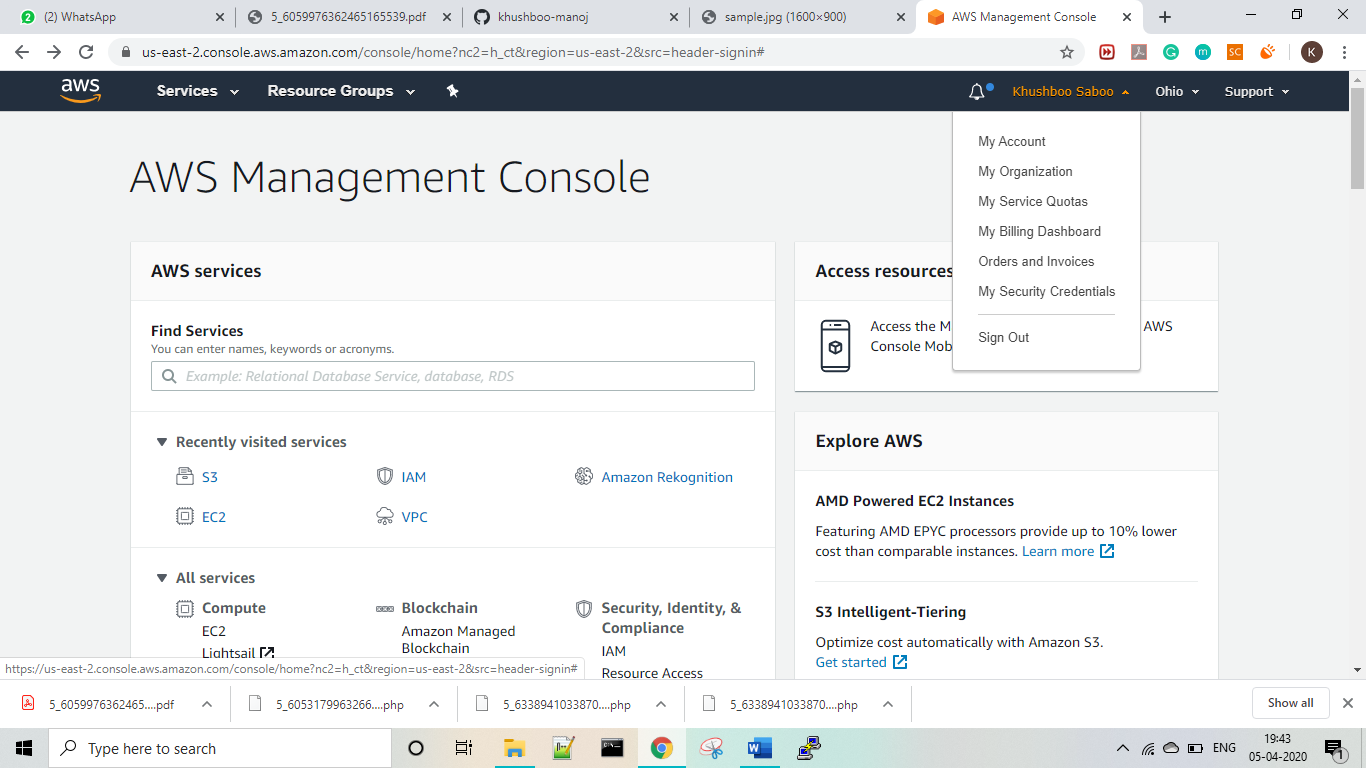 (2) WhatsApp
5_6059976362465165539.pdf
khushboo-manoj
sample.jpg (1600×900)
AWS Management Console
us-east-2.console.aws.amazon.com/console/home?nc2=h_ct&region=us-east-2&src=header-signin#
SC
K
aws
Services
Resource Groups
Khushboo Saboo
Ohio
Support
My Account
My Organization
My Service Quotas
My Billing Dashboard
Orders and Invoices
My Security Credentials
Sign Out
AWS Management Console
AWS services
Find Services
You can enter names, keywords or acronyms.
Example: Relational Database Service, database, RDS
Recently visited services
S3
IAM
Amazon Rekognition
EC2
VPC
All services
Compute
EC2
Lightsail
Blockchain
Amazon Managed
Blockchain
Security, Identity, &
Compliance
IAM
Resource Access
Access resources
Access the M
AWS
Console Mob
Explore AWS
AMD Powered EC2 Instances
Featuring AMD EPYC processors provide up to 10% lower
cost than comparable instances. Learn more
S3 Intelligent-Tiering
Optimize cost automatically with Amazon S3.
Get started
https://us-east-2.console.aws.amazon.com/console/home?nc2=h_ct&region=us-east-2&src=header-signin#
5_6059976362465....pdf
5_6053179963266....php
5_6338941033870....php
5_6338941033870....php
Show all
Type here to search
ENG
19:43
05-04-2020
1